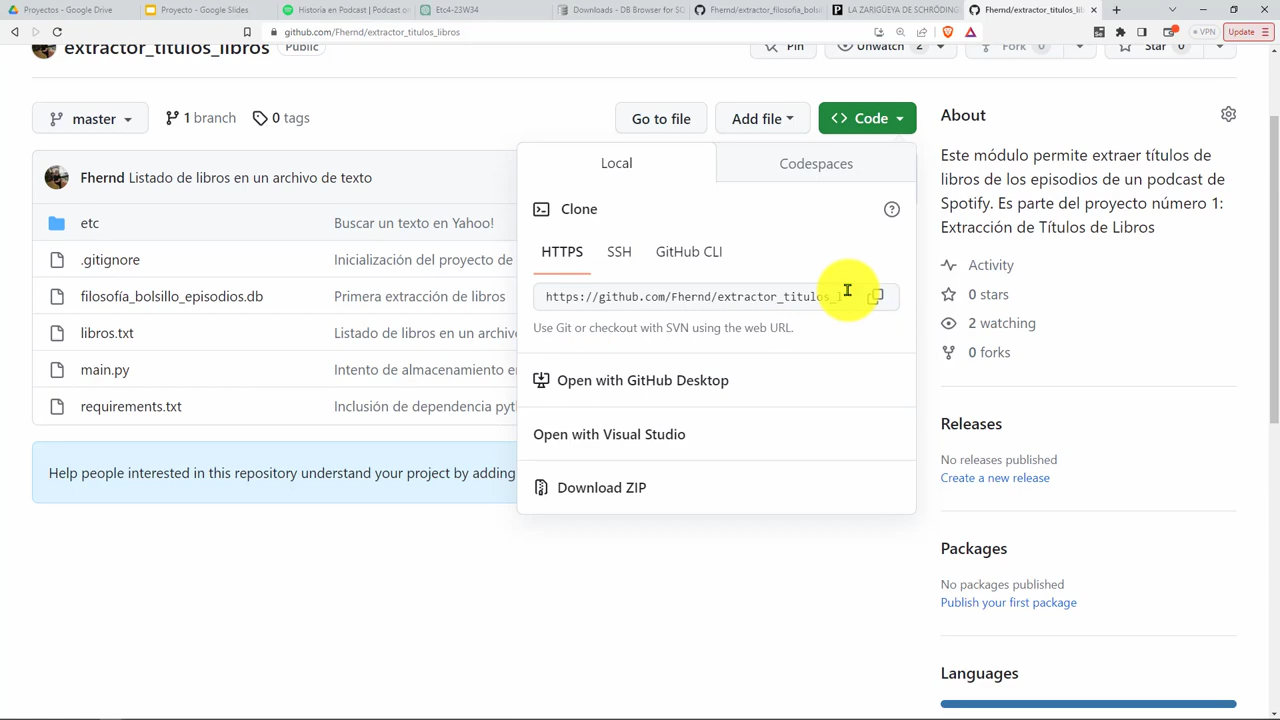 Proyectos - Google Drive
Proyecto - Google Slides
Historia en Podcast | Podcast o
Etc4-23W34
Downloads - DB Browser for SQ
Fhernd/extractor_filosofia_bolsil
LA ZARIGÜEYA DE SCHRÖDING
Fhernd/extractor_titulos_lib
github.com/Fhernd/extractor_titulos_libros
VPN
Update
extractor_titulos_libros
Public
Pin
Unwatch 2
Fork 0
Star 0
master
1 branch
0 tags
Go to file
Add file
Code
Fhernd Listado de libros en un archivo de texto
etc
Buscar un texto en Yahoo!
.gitignore
Inicialización del proyecto de
filosofía_bolsillo_episodios.db
Primera extracción de libros
libros.txt
Listado de libros en un archivo
main.py
Intento de almacenamiento e
requirements.txt
Inclusión de dependencia pyt
Help people interested in this repository understand your project by adding
Local
Codespaces
Clone
HTTPS
SSH
GitHub CLI
https://github.com/Fhernd/extractor_titulos_l
Use Git or checkout with SVN using the web URL.
Open with GitHub Desktop
Open with Visual Studio
Download ZIP
About
Este módulo permite extraer títulos de
libros de los episodios de un podcast de
Spotify. Es parte del proyecto número 1:
Extracción de Títulos de Libros
Activity
0 stars
2 watching
0 forks
Releases
No releases published
Create a new release
Packages
No packages published
Publish your first package
Languages